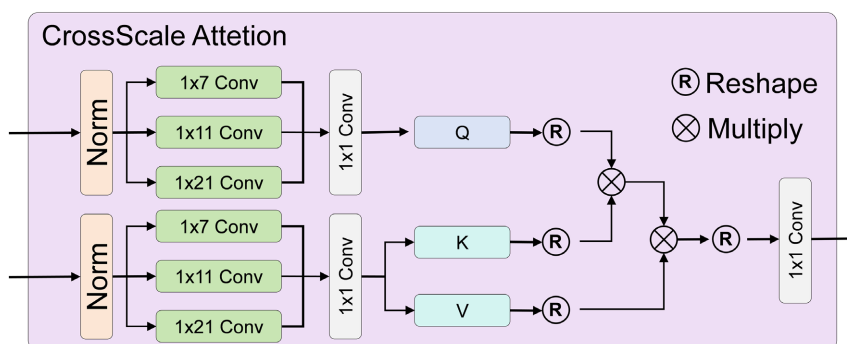 CrossScale Attetion
Norm
1x7 Conv
1x11 Conv
1x21 Conv
1x1 Conv
Q
R
R Reshape
Multiply
Norm
1x7 Conv
1x11 Conv
1x21 Conv
1x1 Conv
K
R
V
R
R
1x1 Conv